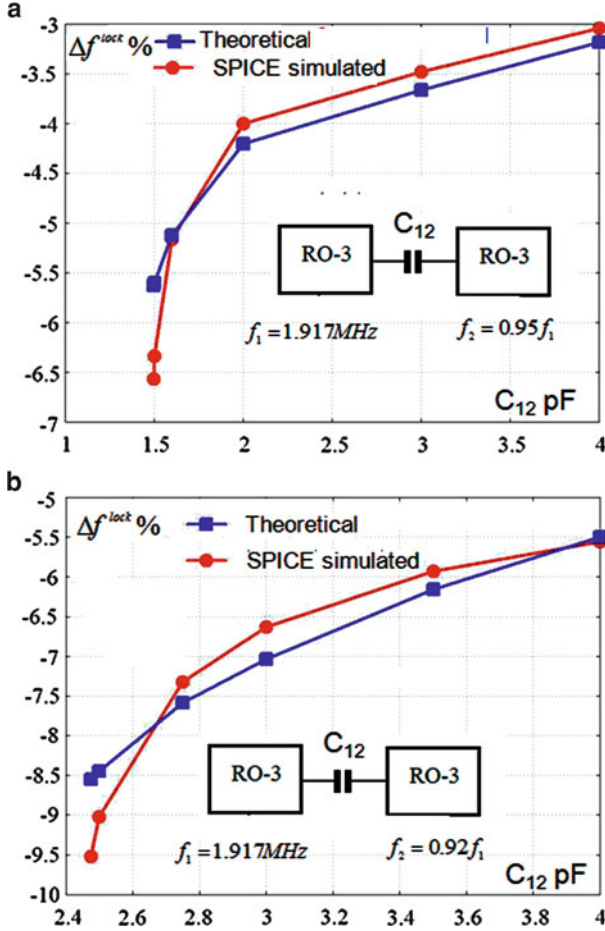 a
Δf^lock %
Theoretical
SPICE simulated
-3
-3.5
-4
-4.5
-5
-5.5
-6
-6.5
-7
C₁₂
RO-3
RO-3
f₁ = 1.917MHz
f₂ = 0.95f₁
C₁₂ pF
1 1.5 2 2.5 3 3.5 4
b
Δf^lock %
Theoretical
SPICE simulated
-5
-5.5
-6
-6.5
-7
-7.5
-8
-8.5
-9
-9.5
-10
C₁₂
RO-3
RO-3
f₁ = 1.917MHz
f₂ = 0.92f₁
C₁₂ pF
2.4 2.6 2.8 3 3.2 3.4 3.6 3.8 4